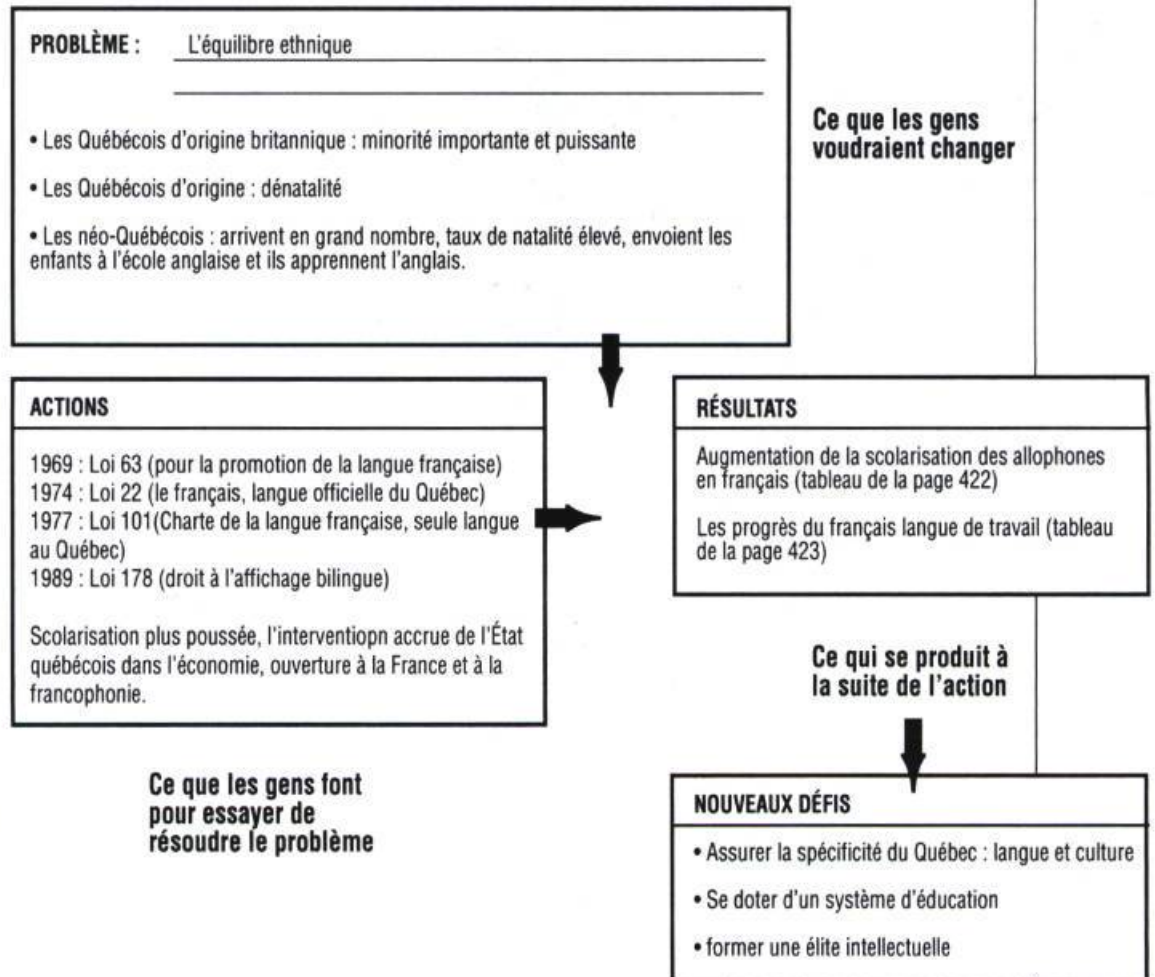 PROBLÈME : L'équilibre ethnique
• Les Québécois d'origine britannique : minorité importante et puissante
• Les Québécois d'origine : dénatalité
• Les néo-Québécois : arrivent en grand nombre, taux de natalité élevé, envoient les
enfants à l'école anglaise et ils apprennent l'anglais.
Ce que les gens
voudraient changer
ACTIONS
1969 : Loi 63 (pour la promotion de la langue française)
1974 : Loi 22 (le français, langue officielle du Québec)
1977 : Loi 101(Charte de la langue française, seule langue
au Québec)
1989 : Loi 178 (droit à l'affichage bilingue)
Scolarisation plus poussée, l'interventiopn accrue de l'État
québécois dans l'économie, ouverture à la France et à la
francophonie.
Ce que les gens font
pour essayer de
résoudre le problème
RÉSULTATS
Augmentation de la scolarisation des allophones
en français (tableau de la page 422)
Les progrès du français langue de travail (tableau
de la page 423)
Ce qui se produit à
la suite de l'action
NOUVEAUX DÉFIS
• Assurer la spécificité du Québec : langue et culture
• Se doter d'un système d'éducation
• former une élite intellectuelle